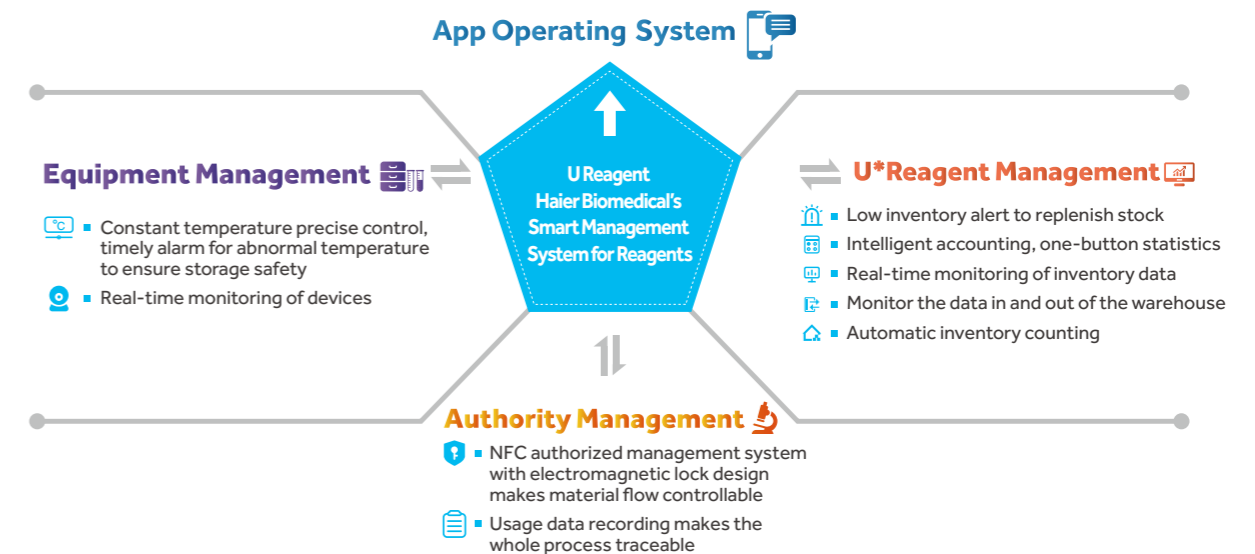 App Operating System
U Reagent
Haier Biomedical's
Smart Management
System for Reagents
Equipment Management
°C
Constant temperature precise control,
timely alarm for abnormal temperature
to ensure storage safety
Real-time monitoring of devices
U*Reagent Management
Low inventory alert to replenish stock
Intelligent accounting, one-button statistics
Real-time monitoring of inventory data
Monitor the data in and out of the warehouse
Automatic inventory counting
Authority Management
NFC authorized management system
with electromagnetic lock design
makes material flow controllable
Usage data recording makes the
whole process traceable